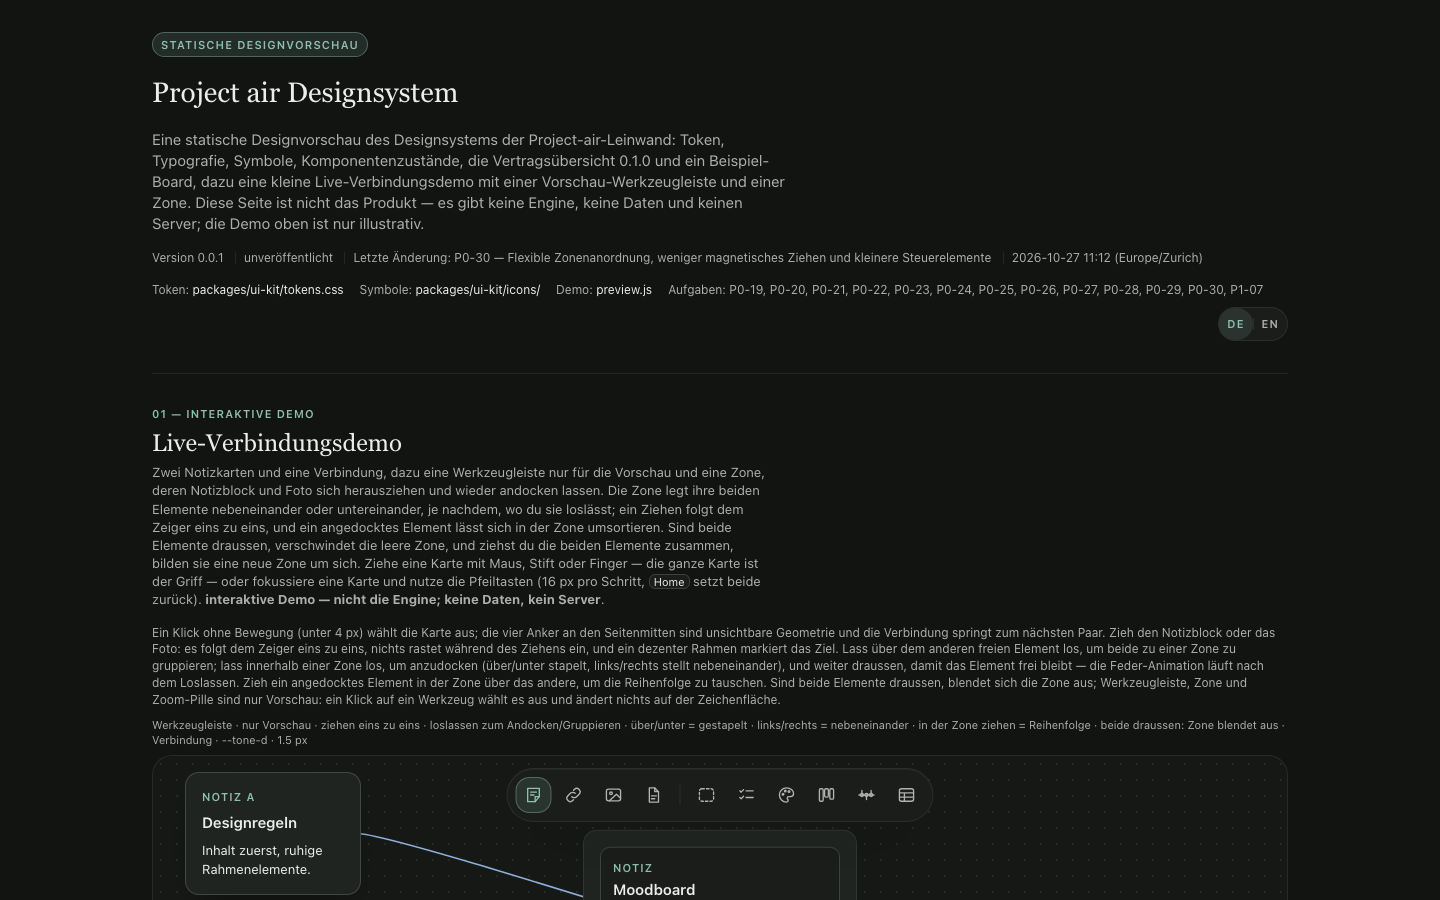 STATISCHE DESIGNVORSCHAU
Project air Designsystem
Eine statische Designvorschau des Designsystems der Project-air-Leinwand: Token,
Typografie, Symbole, Komponentenzustände, die Vertragsübersicht 0.1.0 und ein Beispiel-
Board, dazu eine kleine Live-Verbindungsdemo mit einer Vorschau-Werkzeugleiste und einer
Zone. Diese Seite ist nicht das Produkt — es gibt keine Engine, keine Daten und keinen
Server; die Demo oben ist nur illustrativ.
Version 0.0.1 unveröffentlicht Letzte Änderung: P0-30 — Flexible Zonenanordnung, weniger magnetisches Ziehen und kleinere Steuerelemente 2026-10-27 11:12 (Europe/Zurich)
Token: packages/ui-kit/tokens.css Symbole: packages/ui-kit/icons/ Demo: preview.js Aufgaben: P0-19, P0-20, P0-21, P0-22, P0-23, P0-24, P0-25, P0-26, P0-27, P0-28, P0-29, P0-30, P1-07
DE EN
01 — INTERAKTIVE DEMO
Live-Verbindungsdemo
Zwei Notizkarten und eine Verbindung, dazu eine Werkzeugleiste nur für die Vorschau und eine Zone,
deren Notizblock und Foto sich herausziehen und wieder andocken lassen. Die Zone legt ihre beiden
Elemente nebeneinander oder untereinander, je nachdem, wo du sie loslässt; ein Ziehen folgt dem
Zeiger eins zu eins, und ein angedocktes Element lässt sich in der Zone umsortieren. Sind beide
Elemente draussen, verschwindet die leere Zone, und ziehst du die beiden Elemente zusammen,
bilden sie eine neue Zone um sich. Ziehe eine Karte mit Maus, Stift oder Finger — die ganze Karte ist
der Griff — oder fokussiere eine Karte und nutze die Pfeiltasten (16 px pro Schritt, Home setzt beide
zurück). interaktive Demo — nicht die Engine; keine Daten, kein Server.
Ein Klick ohne Bewegung (unter 4 px) wählt die Karte aus; die vier Anker an den Seitenmitten sind unsichtbare Geometrie und die Verbindung springt zum nächsten Paar. Zieh den Notizblock oder das
Foto: es folgt dem Zeiger eins zu eins, nichts rastet während des Ziehens ein, und ein dezenter Rahmen markiert das Ziel. Lass über dem anderen freien Element los, um beide zu einer Zone zu
gruppieren; lass innerhalb einer Zone los, um anzudocken (über/unter stapelt, links/rechts stellt nebeneinander), und weiter draussen, damit das Element frei bleibt — die Feder-Animation läuft nach
dem Loslassen. Zieh ein angedocktes Element in der Zone über das andere, um die Reihenfolge zu tauschen. Sind beide Elemente draussen, blendet sich die Zone aus; Werkzeugleiste, Zone und
Zoom-Pille sind nur Vorschau: ein Klick auf ein Werkzeug wählt es aus und ändert nichts auf der Zeichenfläche.
Werkzeugleiste · nur Vorschau · ziehen eins zu eins · loslassen zum Andocken/Gruppieren · über/unter = gestapelt · links/rechts = nebeneinander · in der Zone ziehen = Reihenfolge · beide draussen: Zone blendet aus ·
Verbindung · --tone-d · 1.5 px
NOTIZ A
Designregeln
Inhalt zuerst, ruhige
Rahmenelemente.
NOTIZ
Moodboard